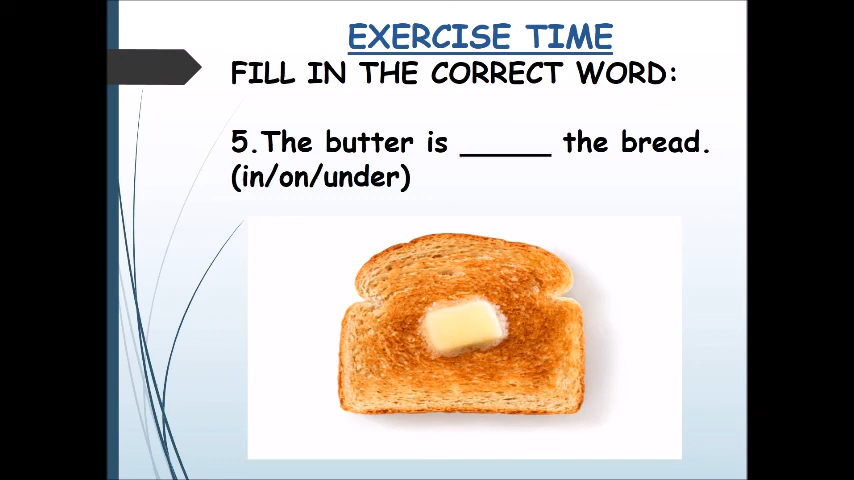 EXERCISE TIME
FILL IN THE CORRECT WORD:
5.The butter is _____ the bread.
(in/on/under)